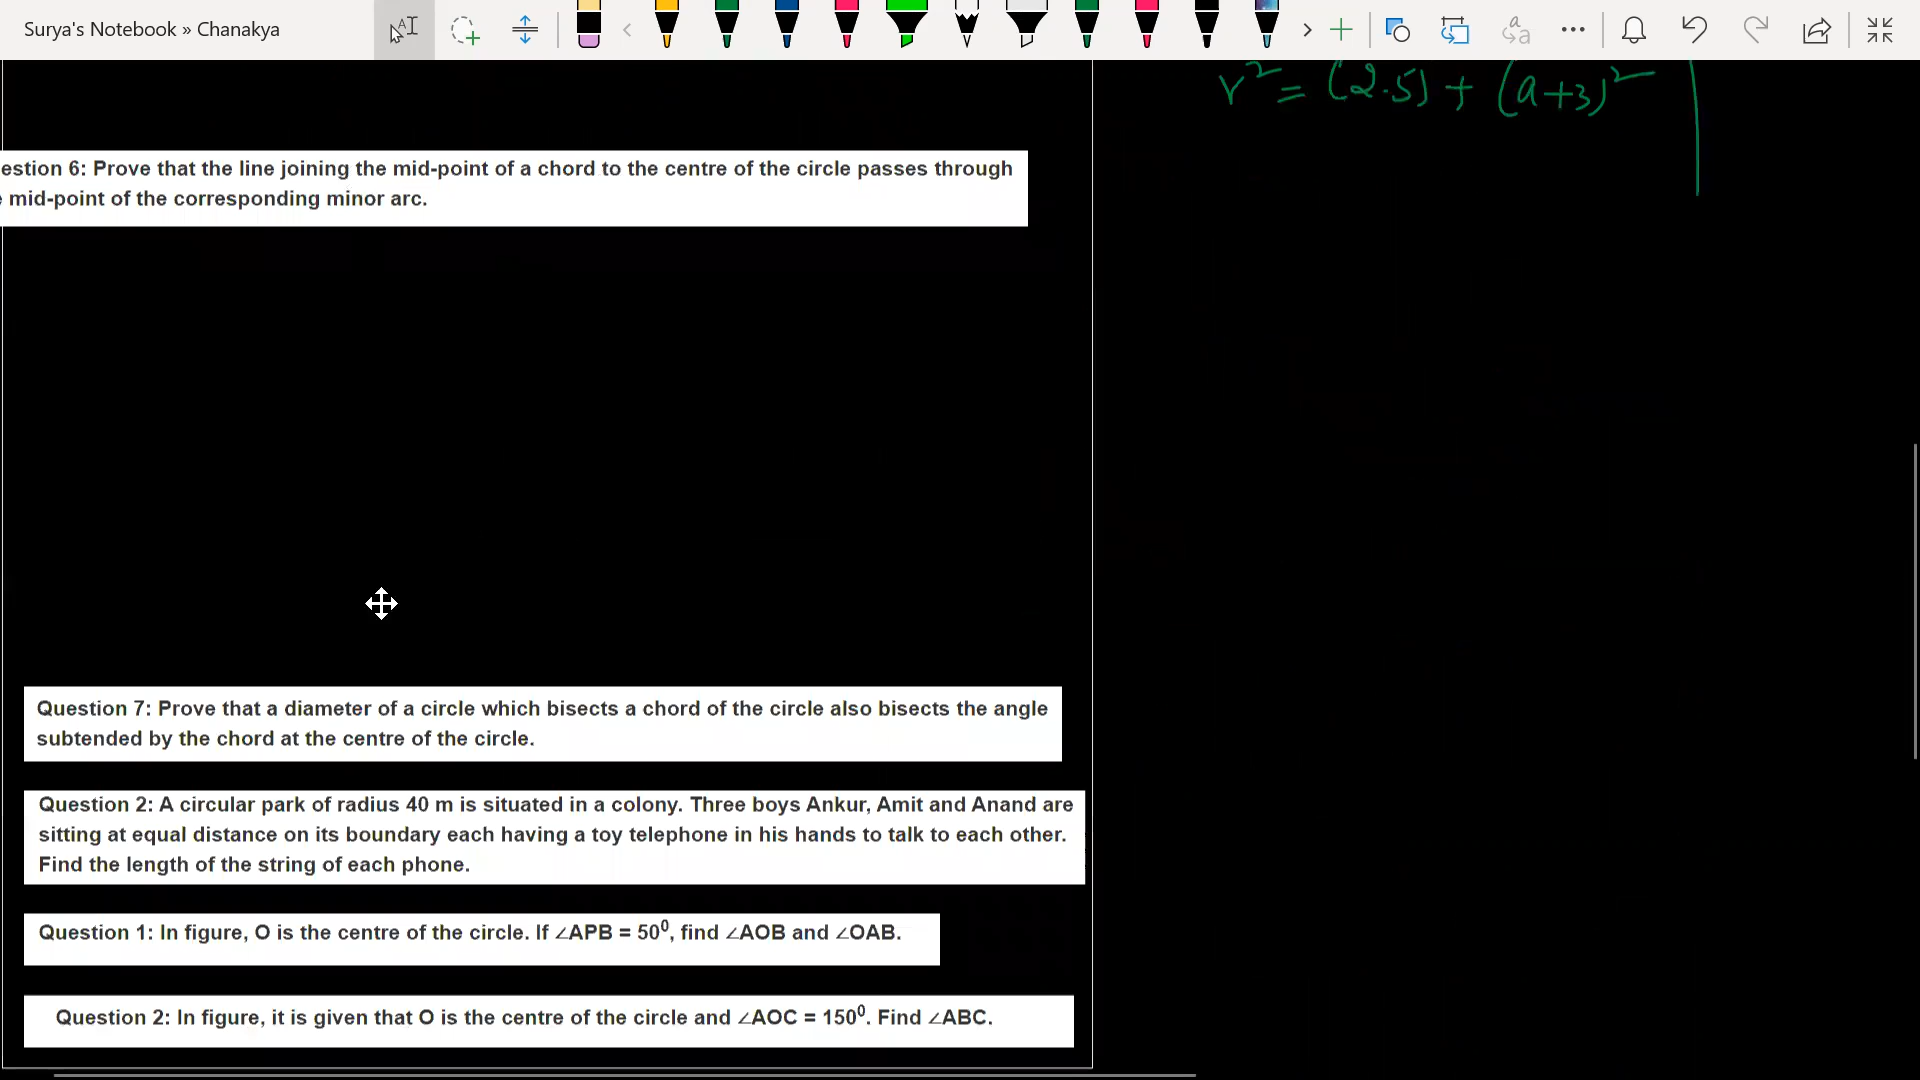 Surya's Notebook » Chanakya
r² = (2.5) + (a+3)²
estion 6: Prove that the line joining the mid-point of a chord to the centre of the circle passes through
mid-point of the corresponding minor arc.
Question 7: Prove that a diameter of a circle which bisects a chord of the circle also bisects the angle
subtended by the chord at the centre of the circle.
Question 2: A circular park of radius 40 m is situated in a colony. Three boys Ankur, Amit and Anand are
sitting at equal distance on its boundary each having a toy telephone in his hands to talk to each other.
Find the length of the string of each phone.
Question 1: In figure, O is the centre of the circle. If ∠APB = 50⁰, find ∠AOB and ∠OAB.
Question 2: In figure, it is given that O is the centre of the circle and ∠AOC = 150⁰. Find ∠ABC.